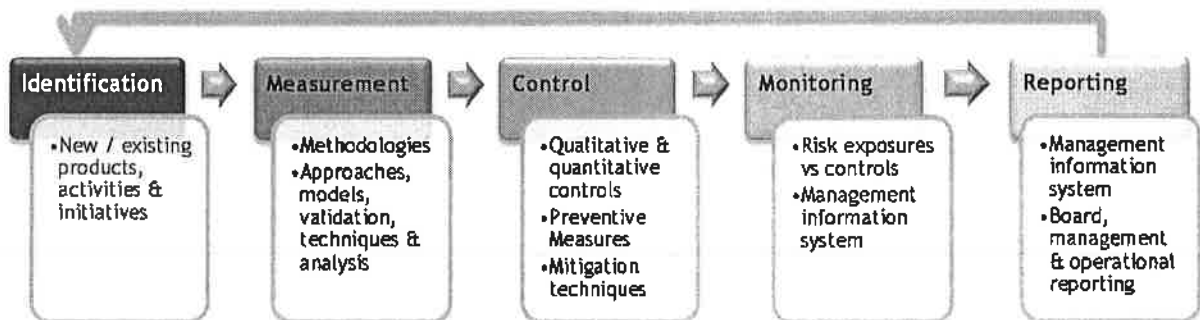 Identification
•New / existing
products,
activities &
initiatives
Measurement
•Methodologies
•Approaches,
models,
validation,
techniques &
analysis
Control
•Qualitative &
quantitative
controls
•Preventive
Measures
•Mitigation
techniques
Monitoring
•Risk exposures
vs controls
•Management
information
system
Reporting
•Management
information
system
•Board,
management
& operational
reporting